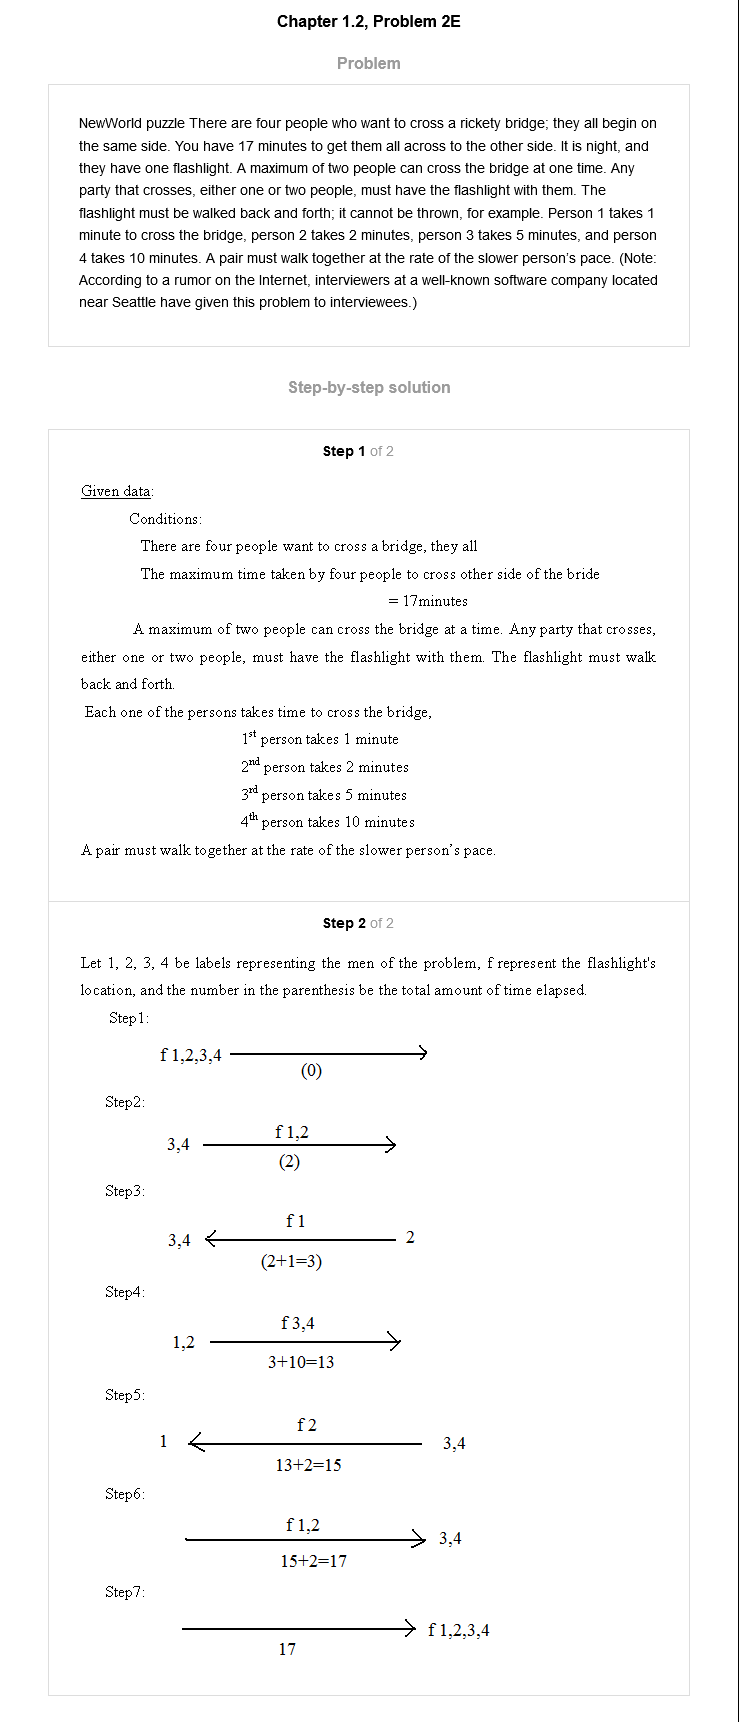 Chapter 1.2, Problem 2E
Problem
NewWorld puzzle There are four people who want to cross a rickety bridge; they all begin on
the same side. You have 17 minutes to get them all across to the other side. It is night, and
they have one flashlight. A maximum of two people can cross the bridge at one time. Any
party that crosses, either one or two people, must have the flashlight with them. The
flashlight must be walked back and forth; it cannot be thrown, for example. Person 1 takes 1
minute to cross the bridge, person 2 takes 2 minutes, person 3 takes 5 minutes, and person
4 takes 10 minutes. A pair must walk together at the rate of the slower person's pace. (Note:
According to a rumor on the Internet, interviewers at a well-known software company located
near Seattle have given this problem to interviewees.)
Step-by-step solution
Step 1 of 2
Given data:
Conditions:
There are four people want to cross a bridge, they all
The maximum time taken by four people to cross other side of the bride
= 17minutes
A maximum of two people can cross the bridge at a time. Any party that crosses,
either one or two people, must have the flashlight with them. The flashlight must walk
back and forth.
Each one of the persons takes time to cross the bridge,
1st person takes 1 minute
2nd person takes 2 minutes
3rd person takes 5 minutes
4th person takes 10 minutes
A pair must walk together at the rate of the slower person's pace.
Step 2 of 2
Let 1, 2, 3, 4 be labels representing the men of the problem, f represent the flashlight's
location, and the number in the parenthesis be the total amount of time elapsed.
Step1:
f 1,2,3,4
(0)
Step2:
f 1,2
3,4
(2)
Step3:
f 1
3,4 2
(2+1=3)
Step4:
f 3,4
1,2
3+10=13
Step5:
f 2
1 3,4
13+2=15
Step6:
f 1,2
3,4
15+2=17
Step7:
f 1,2,3,4
17